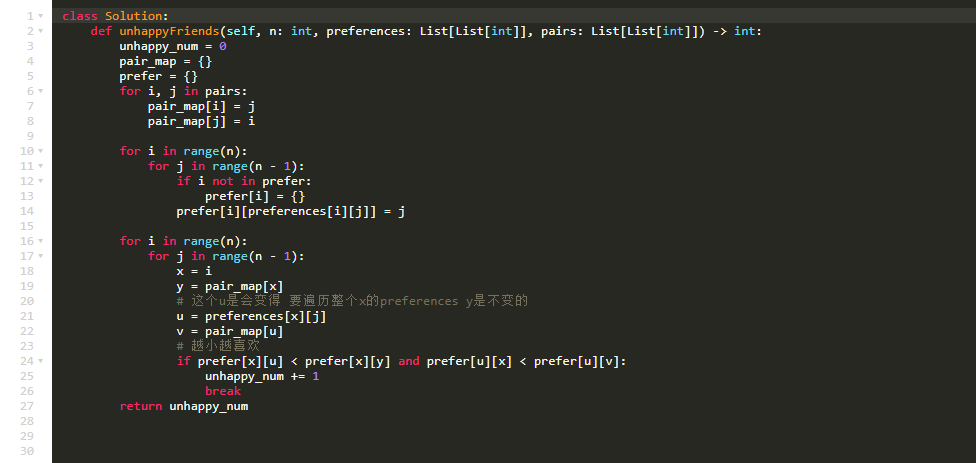 1 class Solution:
2     def unhappyFriends(self, n: int, preferences: List[List[int]], pairs: List[List[int]]) -> int:
3         unhappy_num = 0
4         pair_map = {}
5         prefer = {}
6         for i, j in pairs:
7             pair_map[i] = j
8             pair_map[j] = i
9
10         for i in range(n):
11             for j in range(n - 1):
12                 if i not in prefer:
13                     prefer[i] = {}
14                 prefer[i][preferences[i][j]] = j
15
16         for i in range(n):
17             for j in range(n - 1):
18                 x = i
19                 y = pair_map[x]
20                 # 这个u是会变得 要遍历整个x的preferences y是不变的
21                 u = preferences[x][j]
22                 v = pair_map[u]
23                 # 越小越喜欢
24                 if prefer[x][u] < prefer[x][y] and prefer[u][x] < prefer[u][v]:
25                     unhappy_num += 1
26                     break
27         return unhappy_num
28
29
30